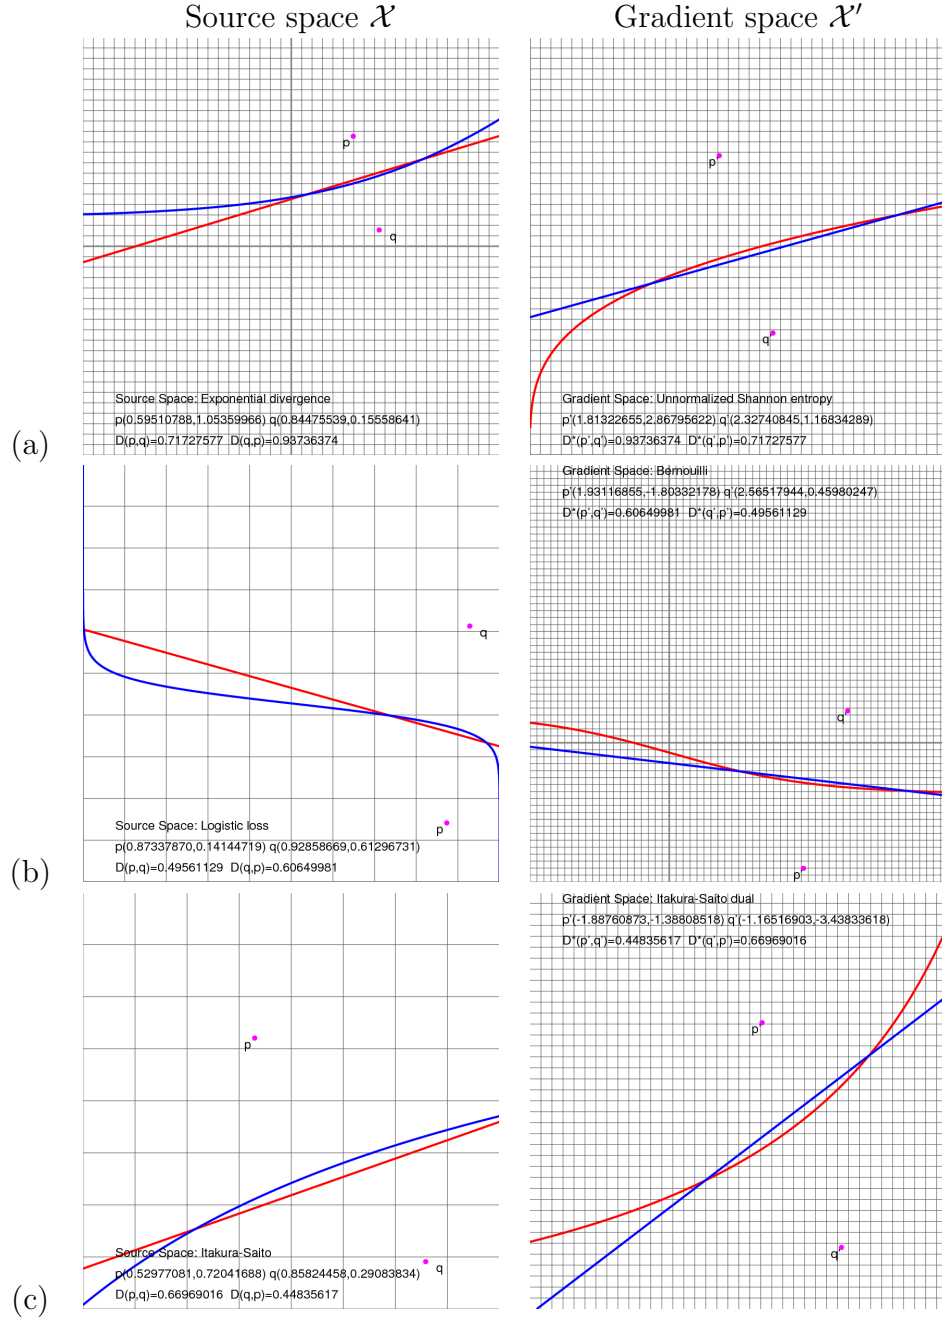 Source space 𝒳
Gradient space 𝒳′
p
q
Source Space: Exponential divergence
p(0.59510788,1.05359966) q(0.84475539,0.15558641)
D(p,q)=0.71727577 D(q,p)=0.93736374
p'
q'
Gradient Space: Unnormalized Shannon entropy
p'(1.81322655,2.86795622) q'(2.32740845,1.16834289)
D*(p',q')=0.93736374 D*(q',p')=0.71727577
(a)
q
p
Source Space: Logistic loss
p(0.87337870,0.14144719) q(0.92858669,0.61296731)
D(p,q)=0.49561129 D(q,p)=0.60649981
Gradient Space: Bernouilli
p'(1.93116855,-1.80332178) q'(2.56517944,0.45980247)
D*(p',q')=0.60649981 D*(q',p')=0.49561129
q'
p'
(b)
p
q
Source Space: Itakura-Saito
p(0.52977081,0.72041688) q(0.85824458,0.29083834)
D(p,q)=0.66969016 D(q,p)=0.44835617
Gradient Space: Itakura-Saito dual
p'(-1.88760873,-1.38808518) q'(-1.16516903,-3.43833618)
D*(p',q')=0.44835617 D*(q',p')=0.66969016
p'
q'
(c)